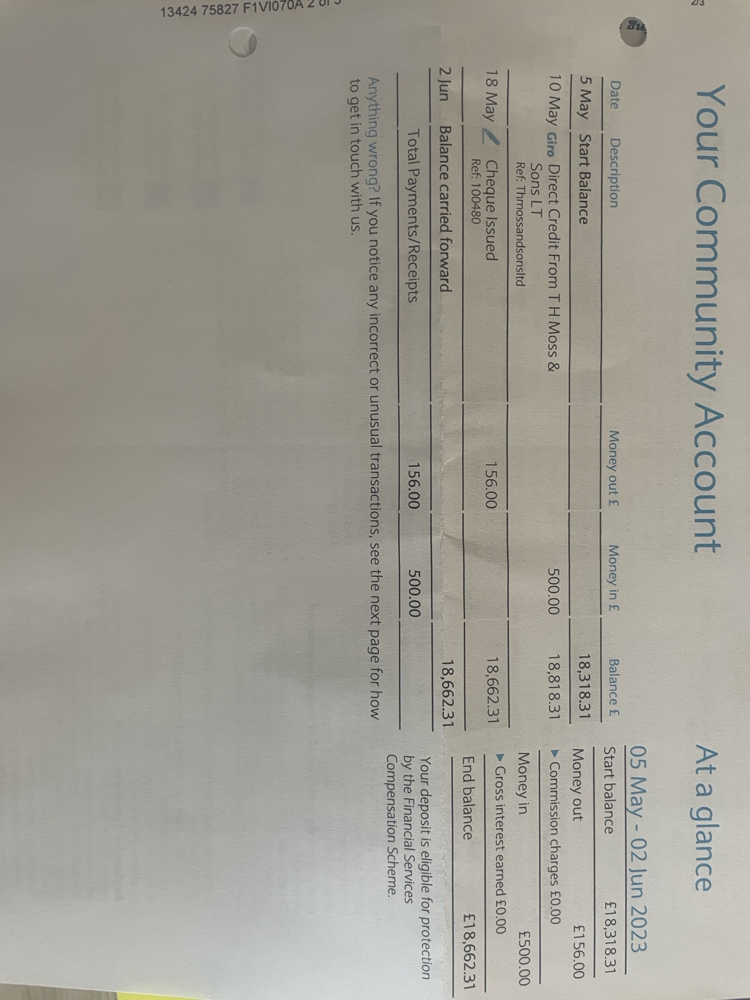 2/3
Your Community Account
Date Description Money out £ Money in £ Balance £
5 May Start Balance 18,318.31
10 May Giro Direct Credit From T H Moss & 500.00 18,818.31
Sons LT
Ref: Thmossandsonsltd
18 May Cheque Issued 156.00 18,662.31
Ref: 100480
2 Jun Balance carried forward 18,662.31
Total Payments/Receipts 156.00 500.00
Anything wrong? If you notice any incorrect or unusual transactions, see the next page for how
to get in touch with us.
At a glance
05 May - 02 Jun 2023
Start balance £18,318.31
Money out £156.00
▶ Commission charges £0.00
Money in £500.00
▶ Gross interest earned £0.00
End balance £18,662.31
Your deposit is eligible for protection
by the Financial Services
Compensation Scheme.
13424 75827 F1VI070A 2 of 3